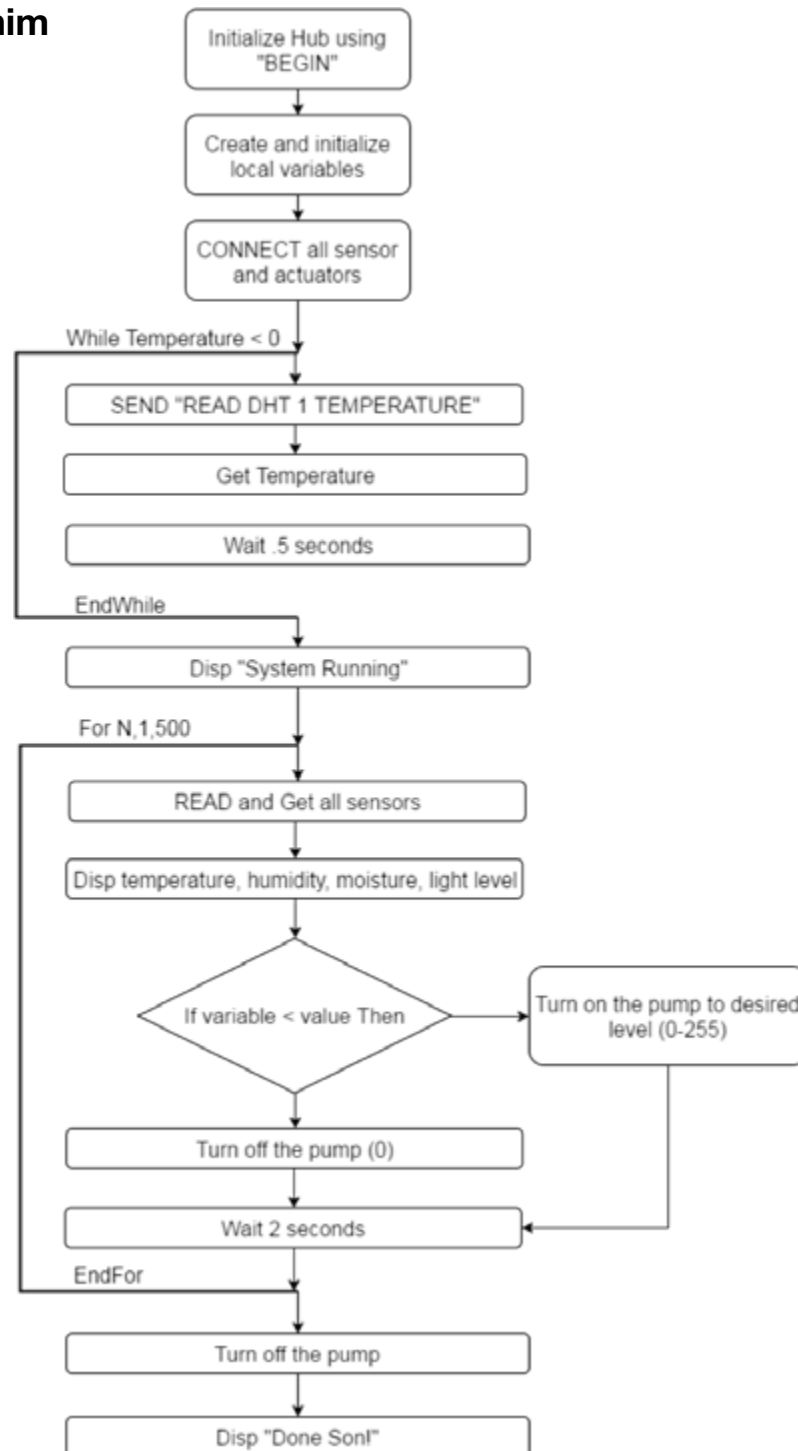 Initialize Hub using
"BEGIN"
Create and initialize
local variables
CONNECT all sensor
and actuators
While Temperature < 0
SEND "READ DHT 1 TEMPERATURE"
Get Temperature
Wait .5 seconds
EndWhile
Disp "System Running"
For N,1,500
READ and Get all sensors
Disp temperature, humidity, moisture, light level
If variable < value Then
Turn on the pump to desired
level (0-255)
Turn off the pump (0)
Wait 2 seconds
EndFor
Turn off the pump
Disp "Done Son!"